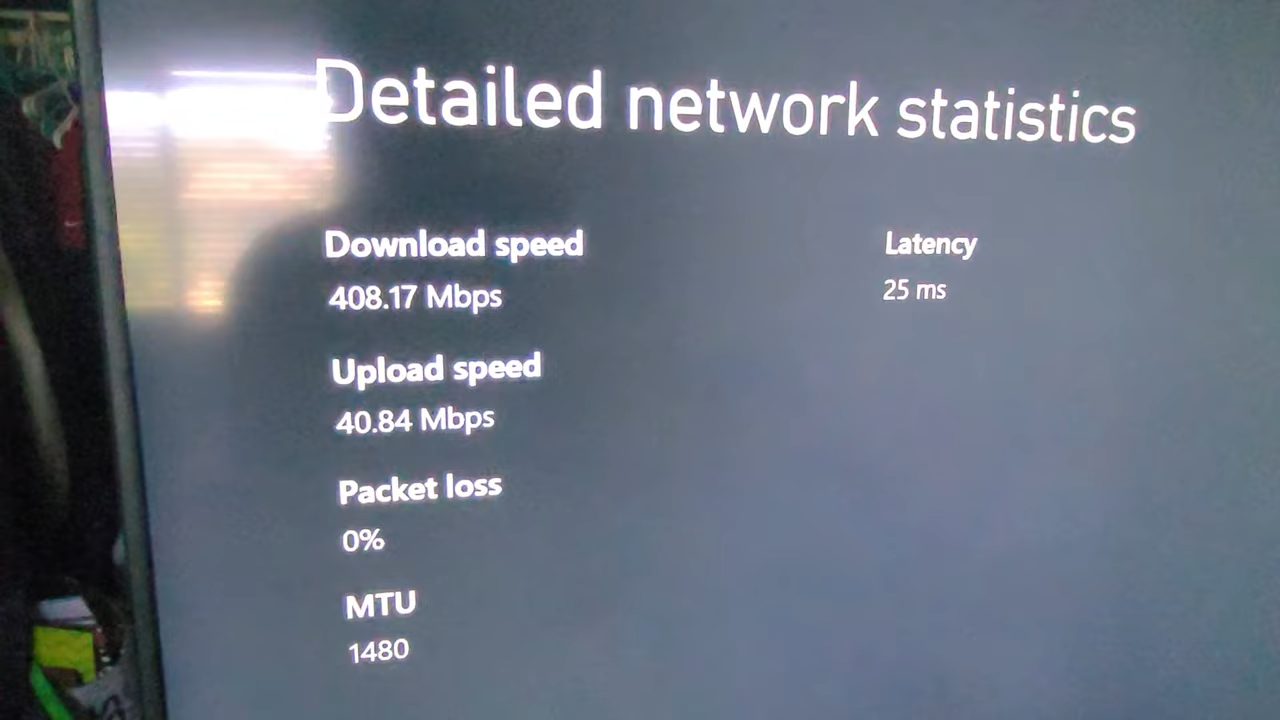 Detailed network statistics
Download speed
408.17 Mbps
Latency
25 ms
Upload speed
40.84 Mbps
Packet loss
0%
MTU
1480